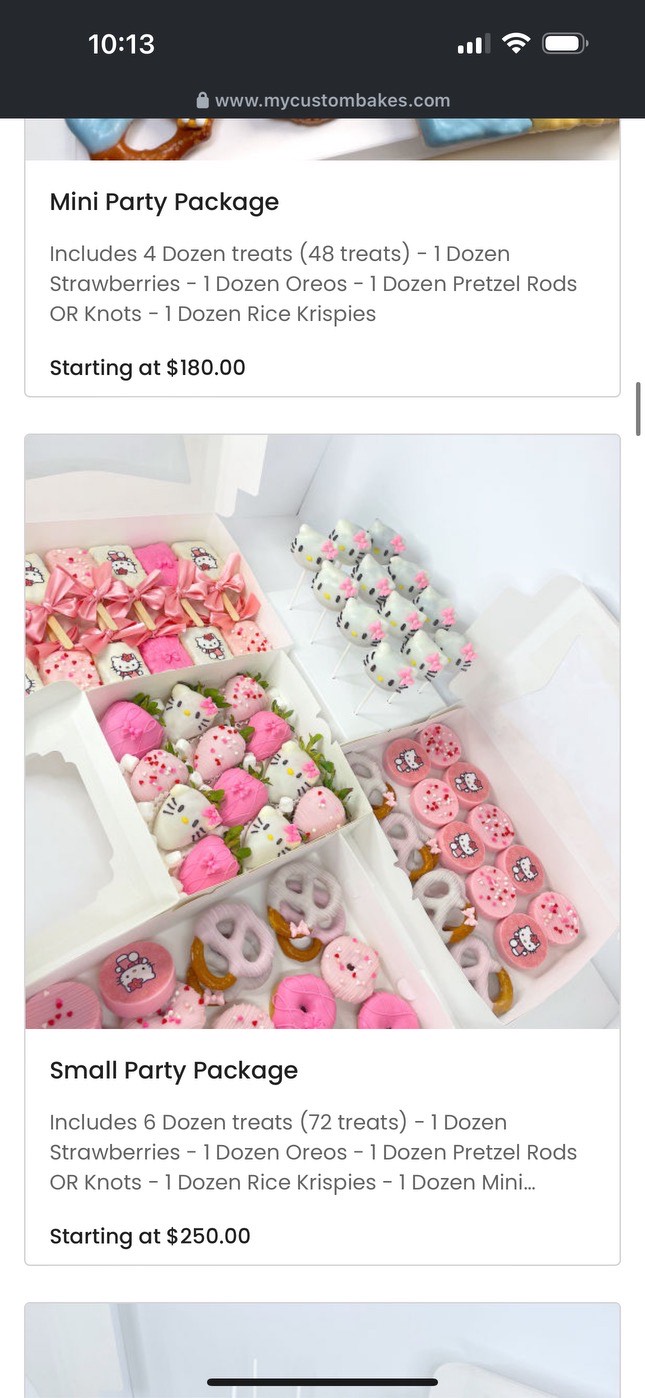 10:13
www.mycustombakes.com
Mini Party Package
Includes 4 Dozen treats (48 treats) - 1 Dozen
Strawberries - 1 Dozen Oreos - 1 Dozen Pretzel Rods
OR Knots - 1 Dozen Rice Krispies
Starting at $180.00
Small Party Package
Includes 6 Dozen treats (72 treats) - 1 Dozen
Strawberries - 1 Dozen Oreos - 1 Dozen Pretzel Rods
OR Knots - 1 Dozen Rice Krispies - 1 Dozen Mini...
Starting at $250.00